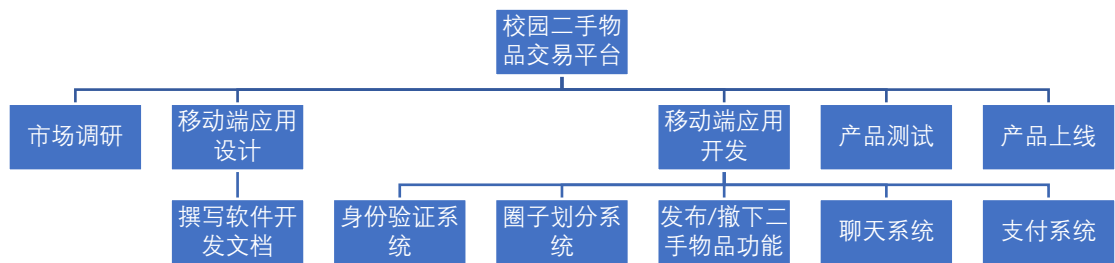 校园二手物
品交易平台
市场调研
移动端应用
设计
移动端应用
开发
产品测试
产品上线
撰写软件开
发文档
身份验证系
统
圈子划分系
统
发布/撤下二
手物品功能
聊天系统
支付系统